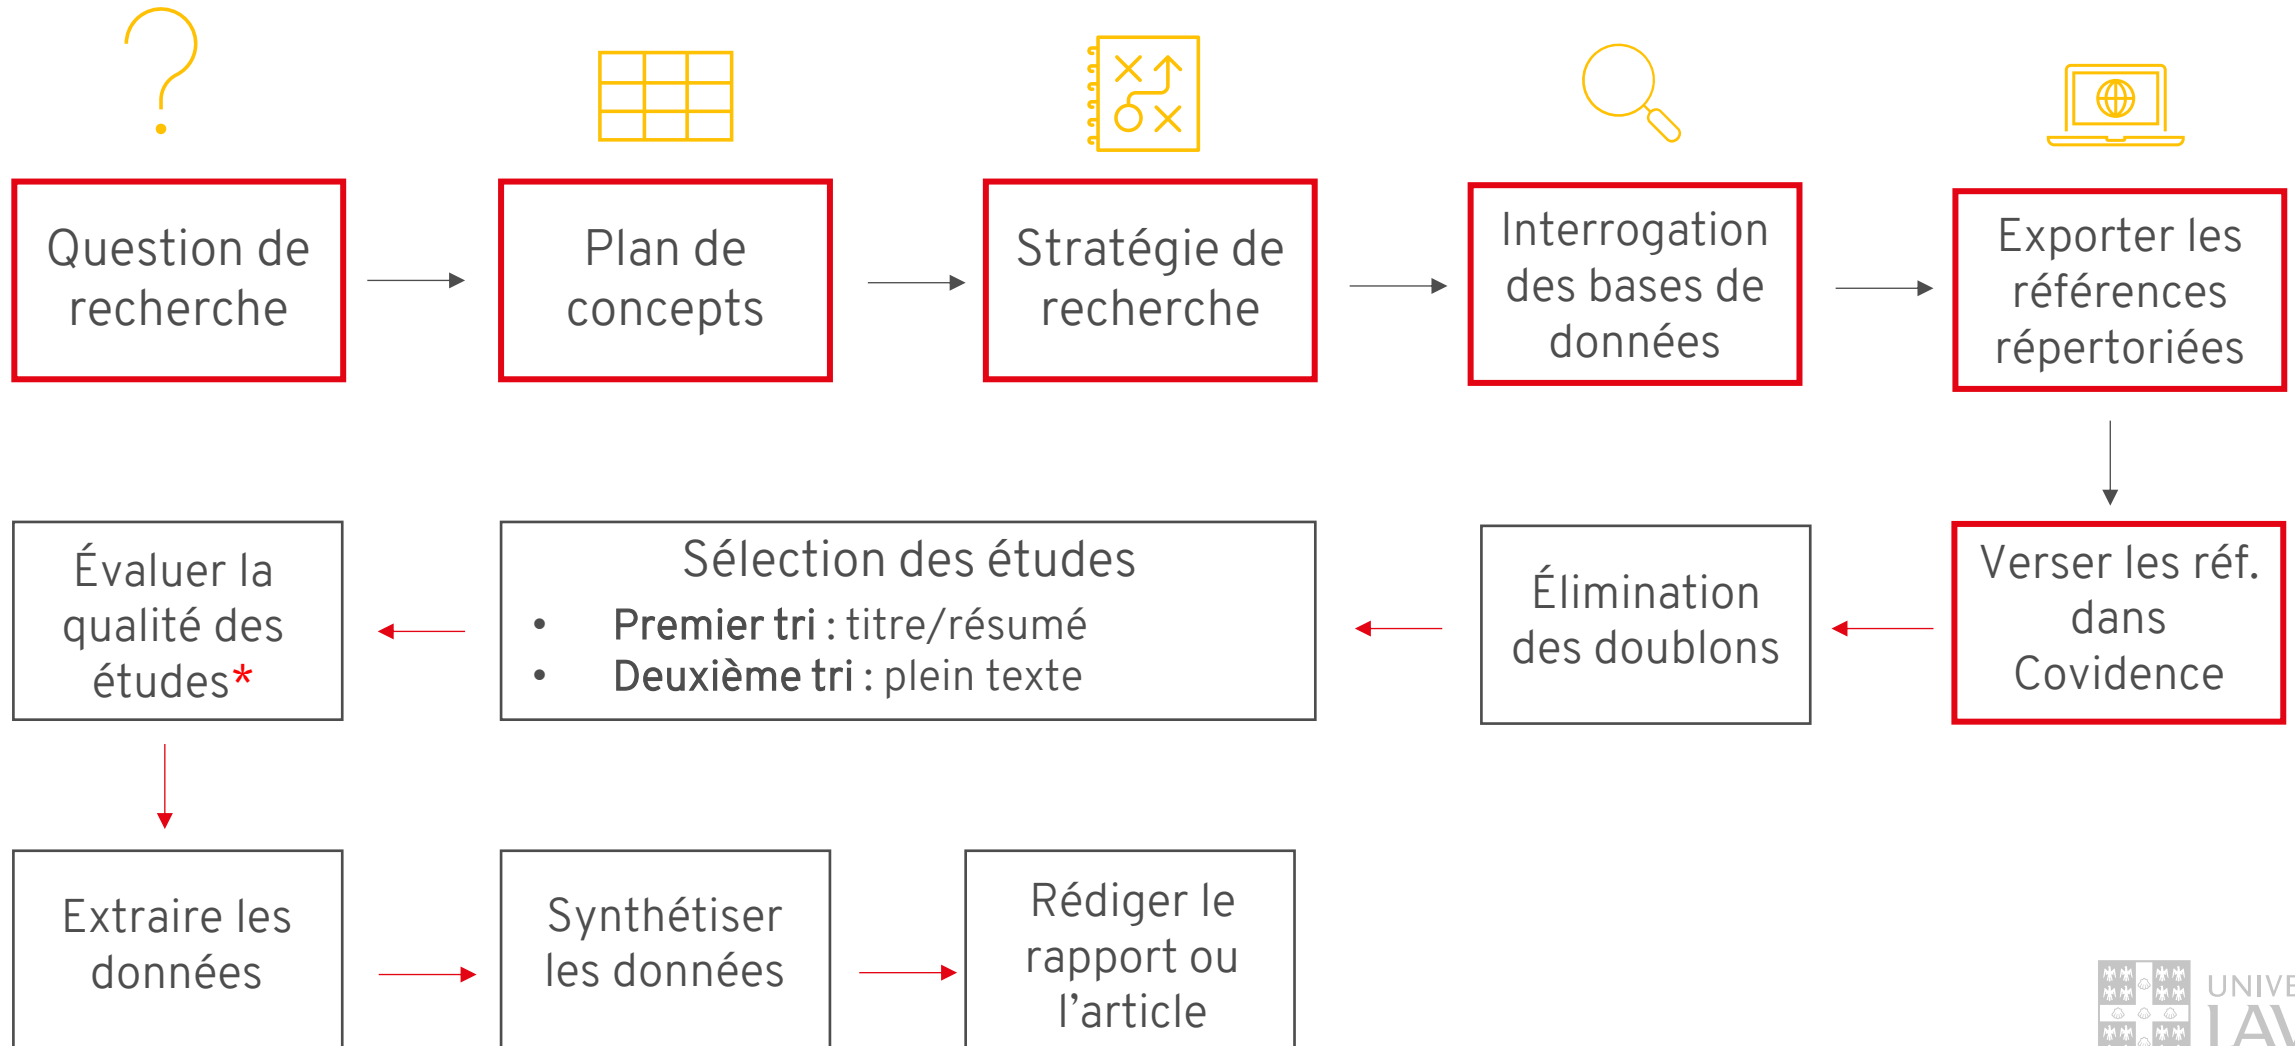 Question de
recherche
Plan de
concepts
Stratégie de
recherche
Interrogation
des bases de
données
Exporter les
références
répertoriées
Verser les réf.
dans
Covidence
Élimination
des doublons
Sélection des études
• Premier tri : titre/résumé
• Deuxième tri : plein texte
Évaluer la
qualité des
études*
Extraire les
données
Synthétiser
les données
Rédiger le
rapport ou
l'article